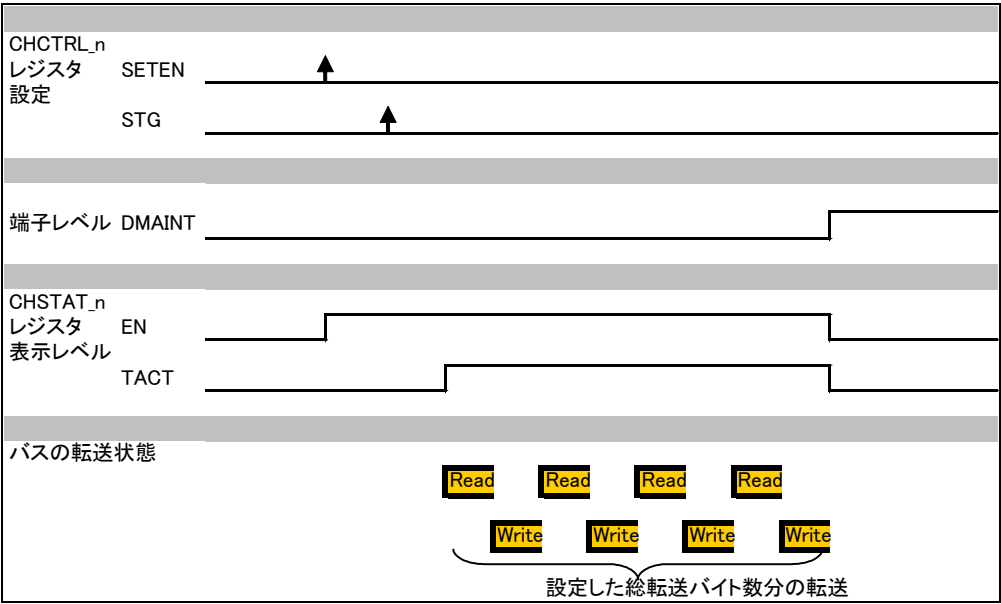 CHCTRL_n
レジスタ SETEN
設定
STG
端子レベル DMAINT
CHSTAT_n
レジスタ EN
表示レベル
TACT
バスの転送状態
Read Read Read Read
Write Write Write Write
設定した総転送バイト数分の転送